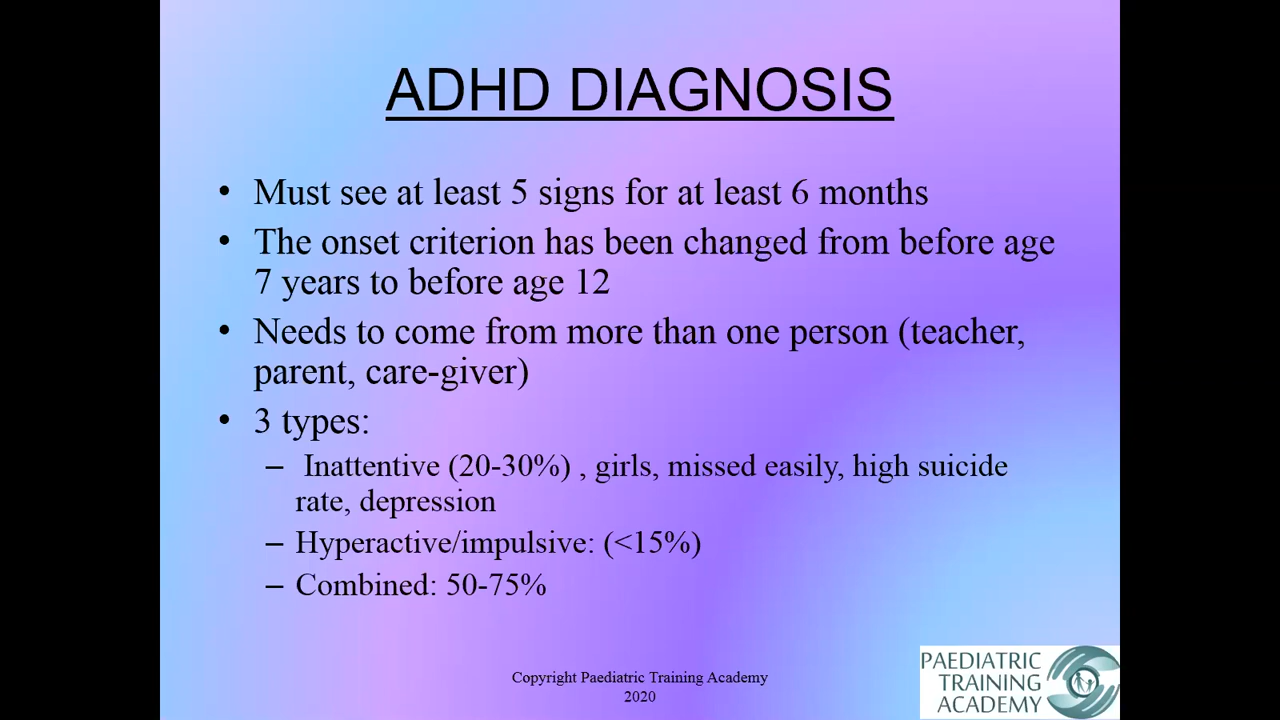 ADHD DIAGNOSIS
• Must see at least 5 signs for at least 6 months
• The onset criterion has been changed from before age
7 years to before age 12
• Needs to come from more than one person (teacher,
parent, care-giver)
• 3 types:
– Inattentive (20-30%) , girls, missed easily, high suicide
rate, depression
– Hyperactive/impulsive: (<15%)
– Combined: 50-75%
Copyright Paediatric Training Academy
2020
PAEDIATRIC
TRAINING
ACADEMY